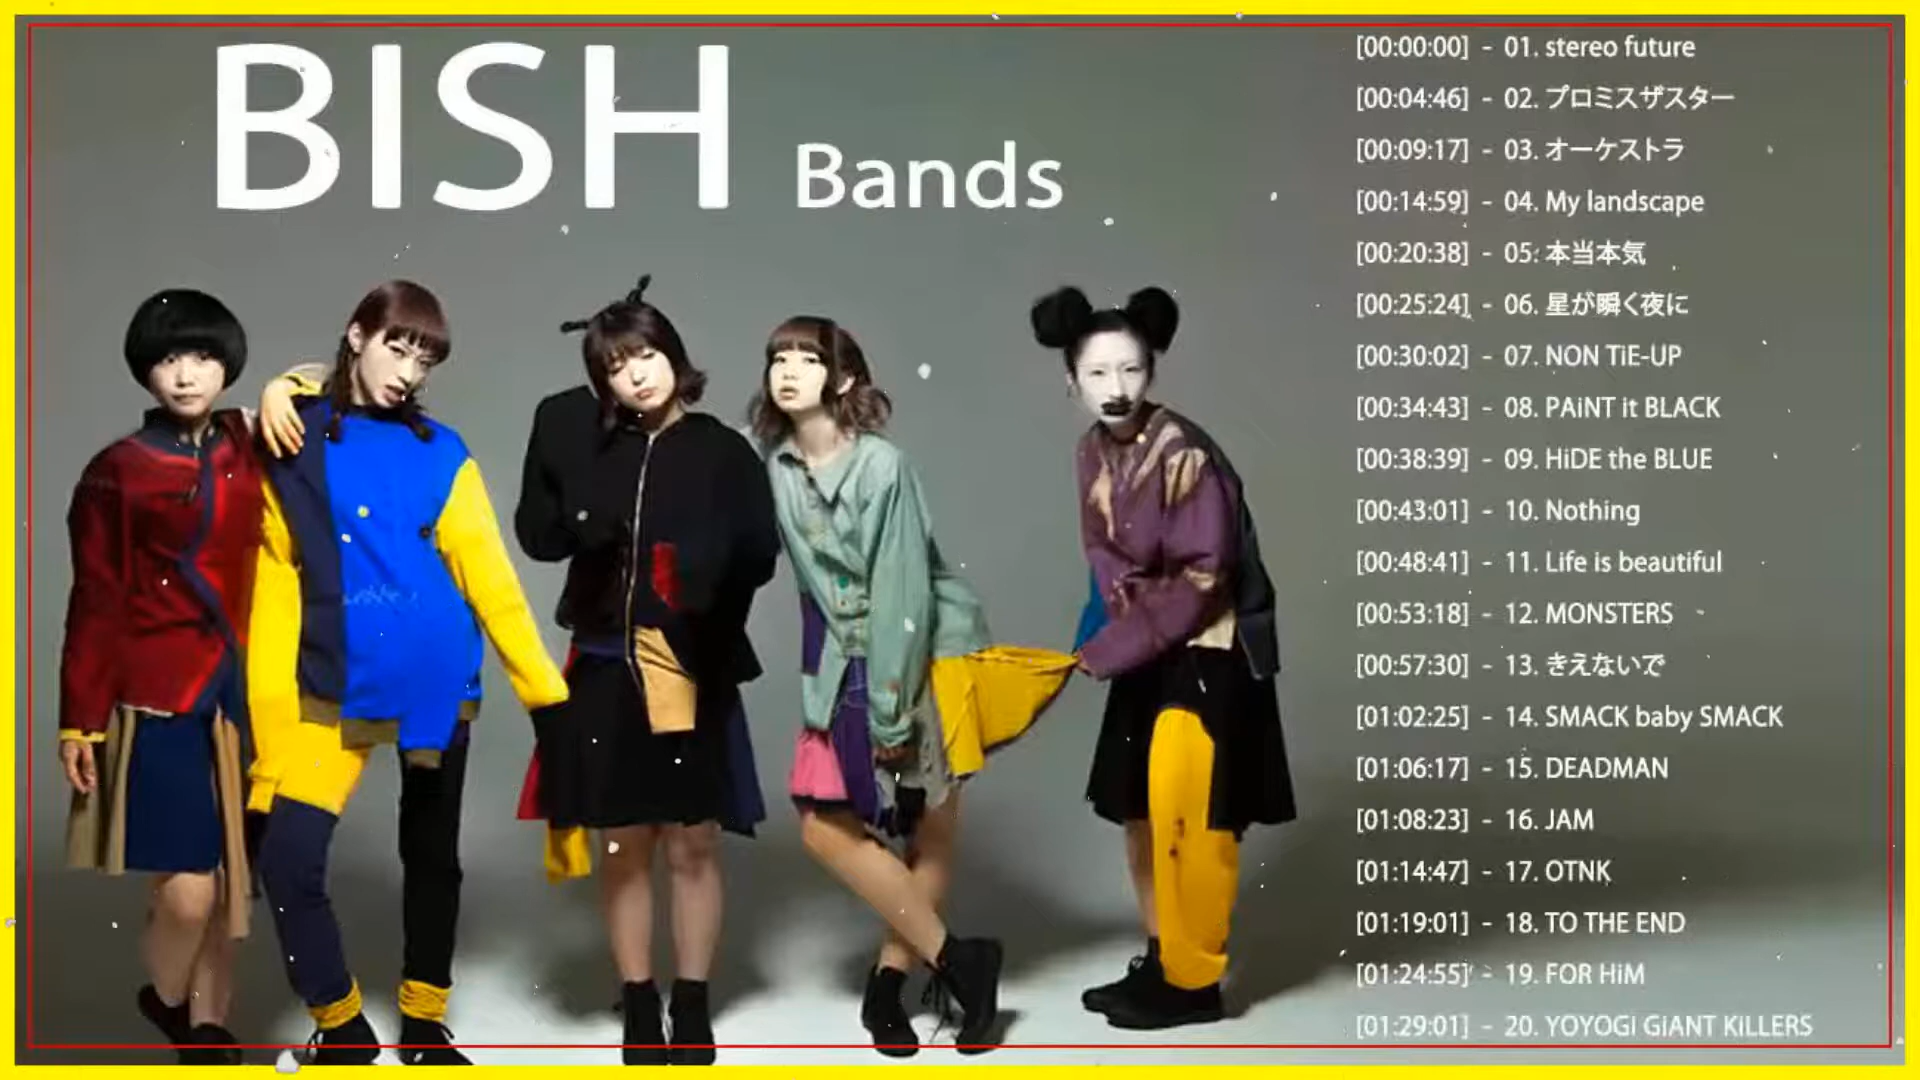 BISH Bands
[00:00:00] - 01. stereo future
[00:04:46] - 02. プロミスザスター
[00:09:17] - 03. オーケストラ
[00:14:59] - 04. My landscape
[00:20:38] - 05. 本当本気
[00:25:24] - 06. 星が瞬く夜に
[00:30:02] - 07. NON TiE-UP
[00:34:43] - 08. PAiNT it BLACK
[00:38:39] - 09. HiDE the BLUE
[00:43:01] - 10. Nothing
[00:48:41] - 11. Life is beautiful
[00:53:18] - 12. MONSTERS
[00:57:30] - 13. きえないで
[01:02:25] - 14. SMACK baby SMACK
[01:06:17] - 15. DEADMAN
[01:08:23] - 16. JAM
[01:14:47] - 17. OTNK
[01:19:01] - 18. TO THE END
[01:24:55] - 19. FOR HiM
[01:29:01] - 20. YOYOGi GiANT KiLLERS